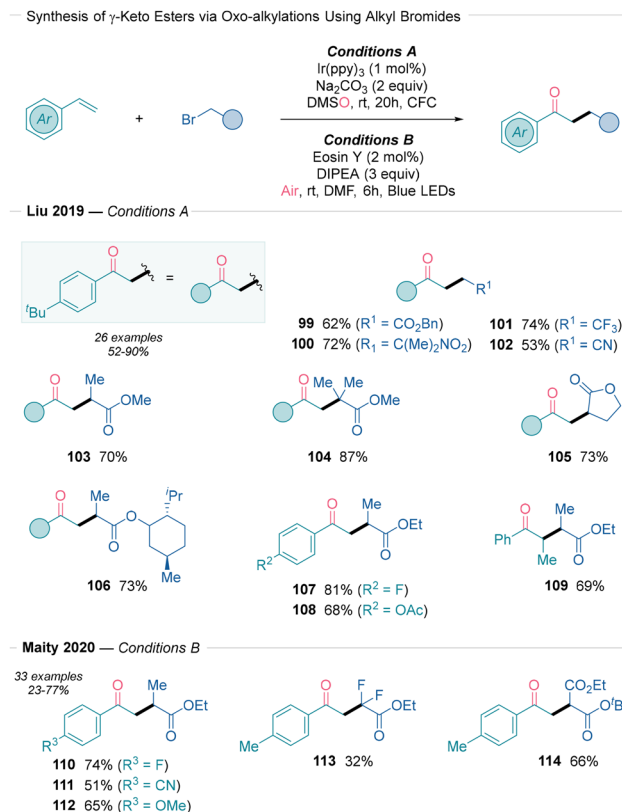 Synthesis of γ-Keto Esters via Oxo-alkylations Using Alkyl Bromides
Conditions A
Ir(ppy)3 (1 mol%)
Na2CO3 (2 equiv)
DMSO, rt, 20h, CFC
Ar
+
Br
O
Ar
Conditions B
Eosin Y (2 mol%)
DIPEA (3 equiv)
Air, rt, DMF, 6h, Blue LEDs
Liu 2019 — Conditions A
O
tBu
=
O
26 examples
52-90%
O
R1
99 62% (R1 = CO2Bn)
101 74% (R1 = CF3)
100 72% (R1 = C(Me)2NO2)
102 53% (R1 = CN)
O Me OMe O
103 70%
O Me Me OMe O
104 87%
O O O
105 73%
O Me O O iPr Me
106 73%
O Me OEt O R2
107 81% (R2 = F)
108 68% (R2 = OAc)
O Me Ph OEt Me O
109 69%
Maity 2020 — Conditions B
33 examples
23-77%
O Me OEt O R3
110 74% (R3 = F)
111 51% (R3 = CN)
112 65% (R3 = OMe)
O F F OEt O Me
113 32%
O CO2Et OtB O Me
114 66%